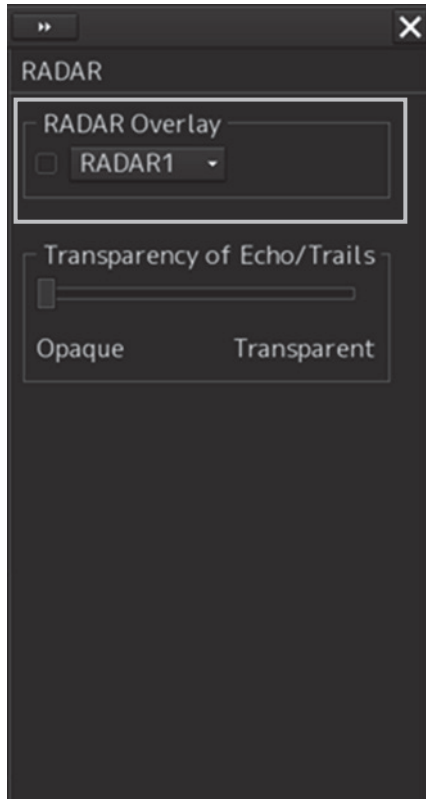 RADAR
RADAR Overlay
RADAR1
Transparency of Echo/Trails
Opaque Transparent